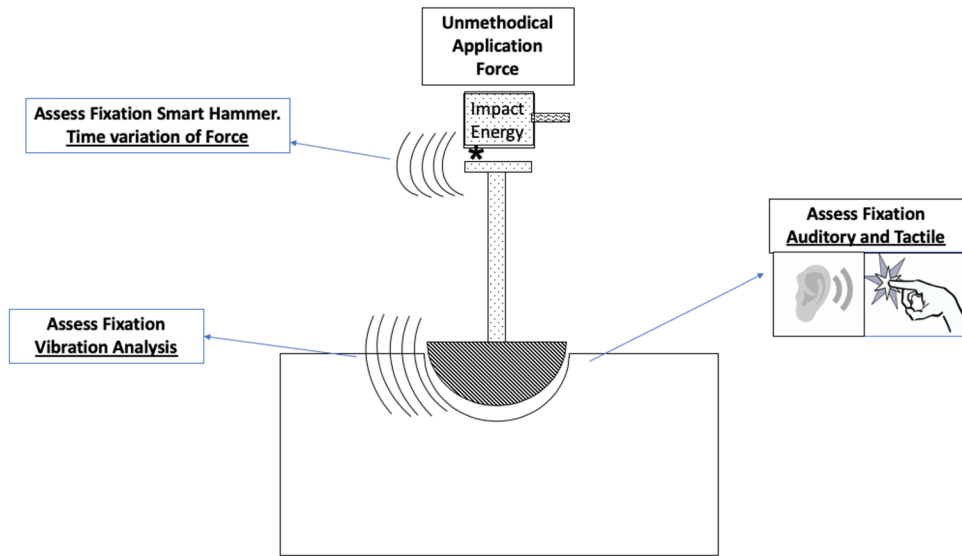 Unmethodical
Application
Force
Impact
Energy
*
Assess Fixation Smart Hammer.
Time variation of Force
Assess Fixation
Auditory and Tactile
Assess Fixation
Vibration Analysis